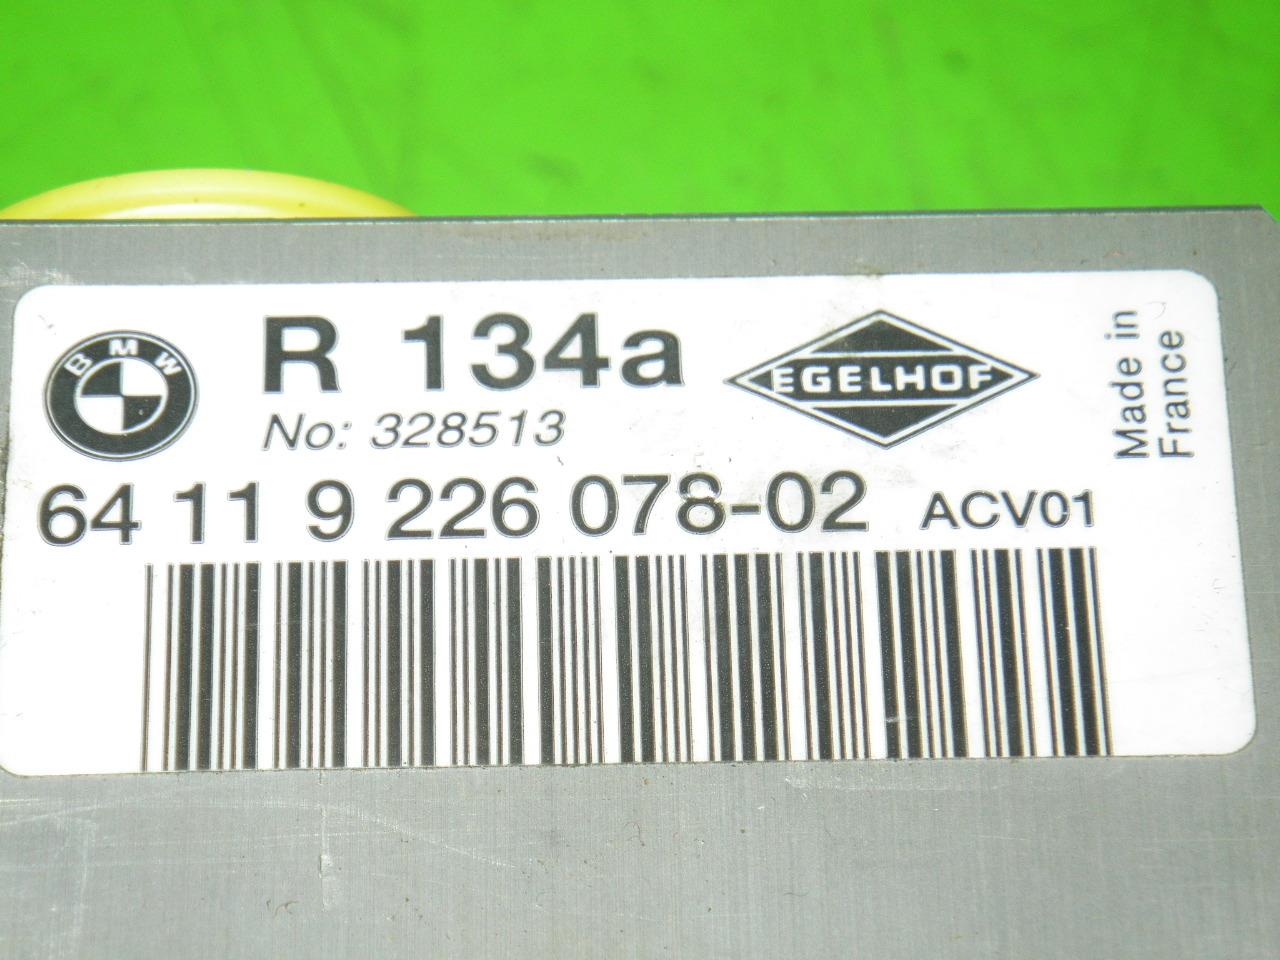 BMW
R 134a
EGELHOF
Made in
France
No: 328513
64 11 9 226 078-02 ACV01